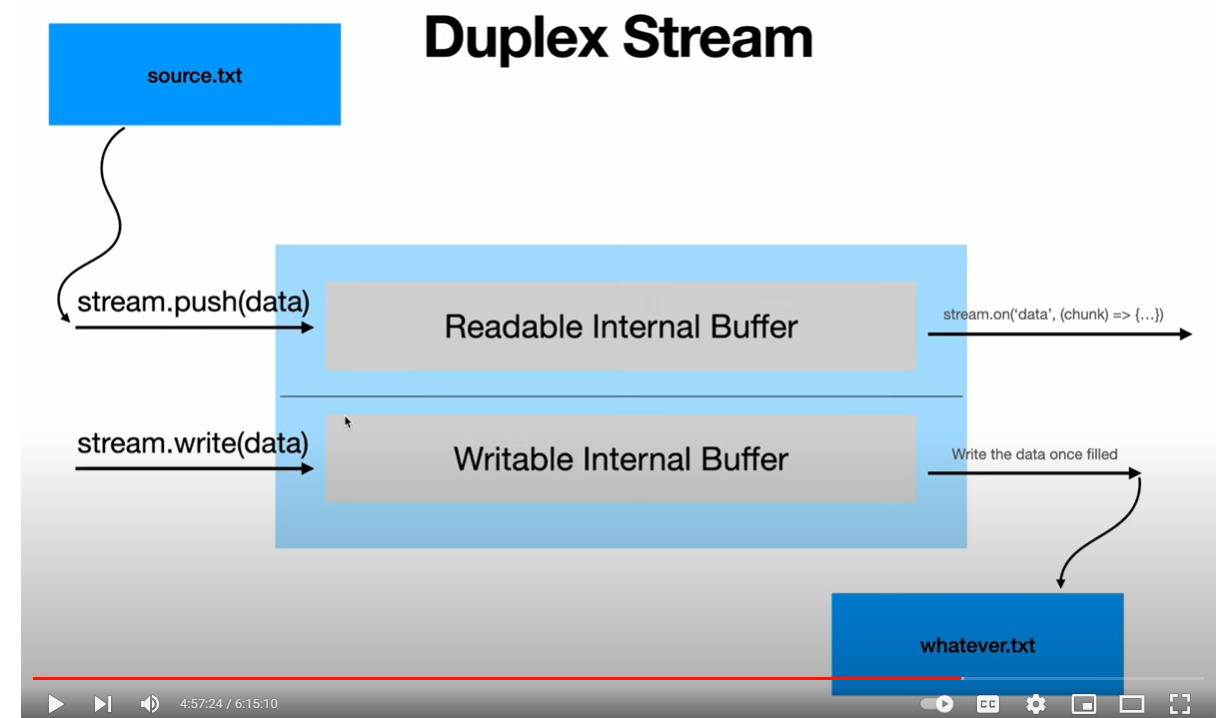 Duplex Stream
source.txt
stream.push(data)
Readable Internal Buffer
stream.on(‘data’, (chunk) => {...})
stream.write(data)
Writable Internal Buffer
Write the data once filled
whatever.txt
4:57:24 / 6:15:10
CC